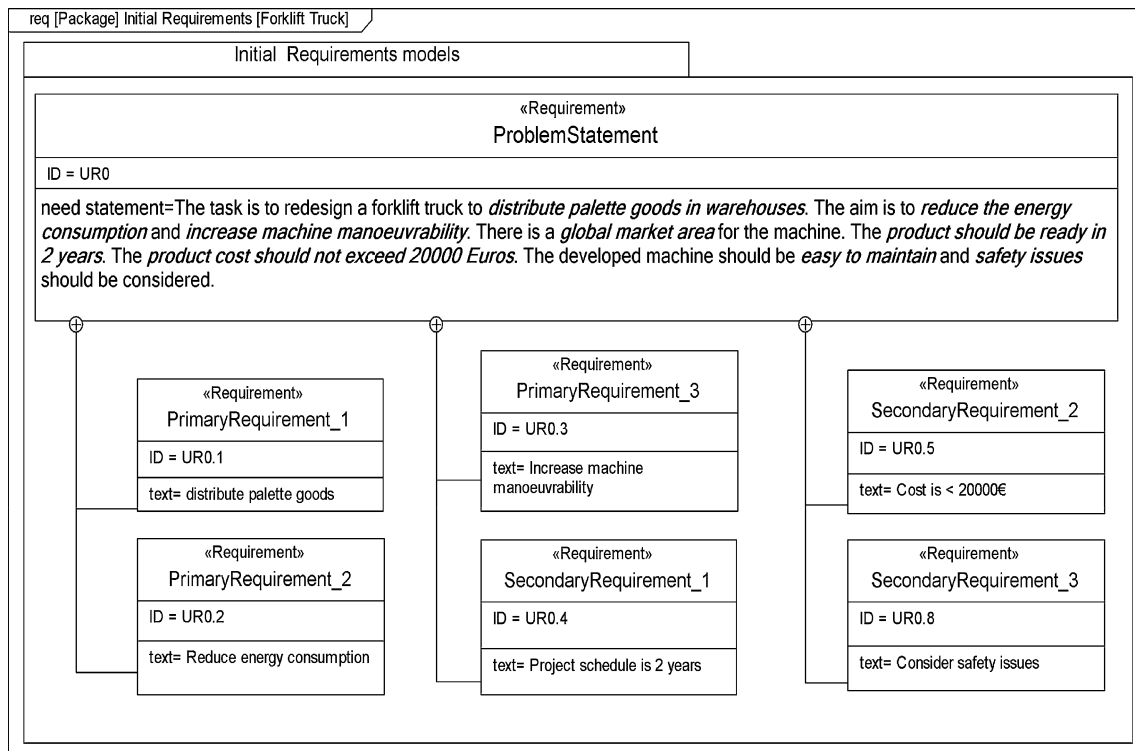 req [Package] Initial Requirements [Forklift Truck]
Initial Requirements models
«Requirement»
ProblemStatement
ID = UR0
need statement=The task is to redesign a forklift truck to distribute palette goods in warehouses. The aim is to reduce the energy
consumption and increase machine manoeuvrability. There is a global market area for the machine. The product should be ready in
2 years. The product cost should not exceed 20000 Euros. The developed machine should be easy to maintain and safety issues
should be considered.
«Requirement»
PrimaryRequirement_1
ID = UR0.1
text= distribute palette goods
«Requirement»
PrimaryRequirement_2
ID = UR0.2
text= Reduce energy consumption
«Requirement»
PrimaryRequirement_3
ID = UR0.3
text= Increase machine
manoeuvrability
«Requirement»
SecondaryRequirement_1
ID = UR0.4
text= Project schedule is 2 years
«Requirement»
SecondaryRequirement_2
ID = UR0.5
text= Cost is < 20000€
«Requirement»
SecondaryRequirement_3
ID = UR0.8
text= Consider safety issues